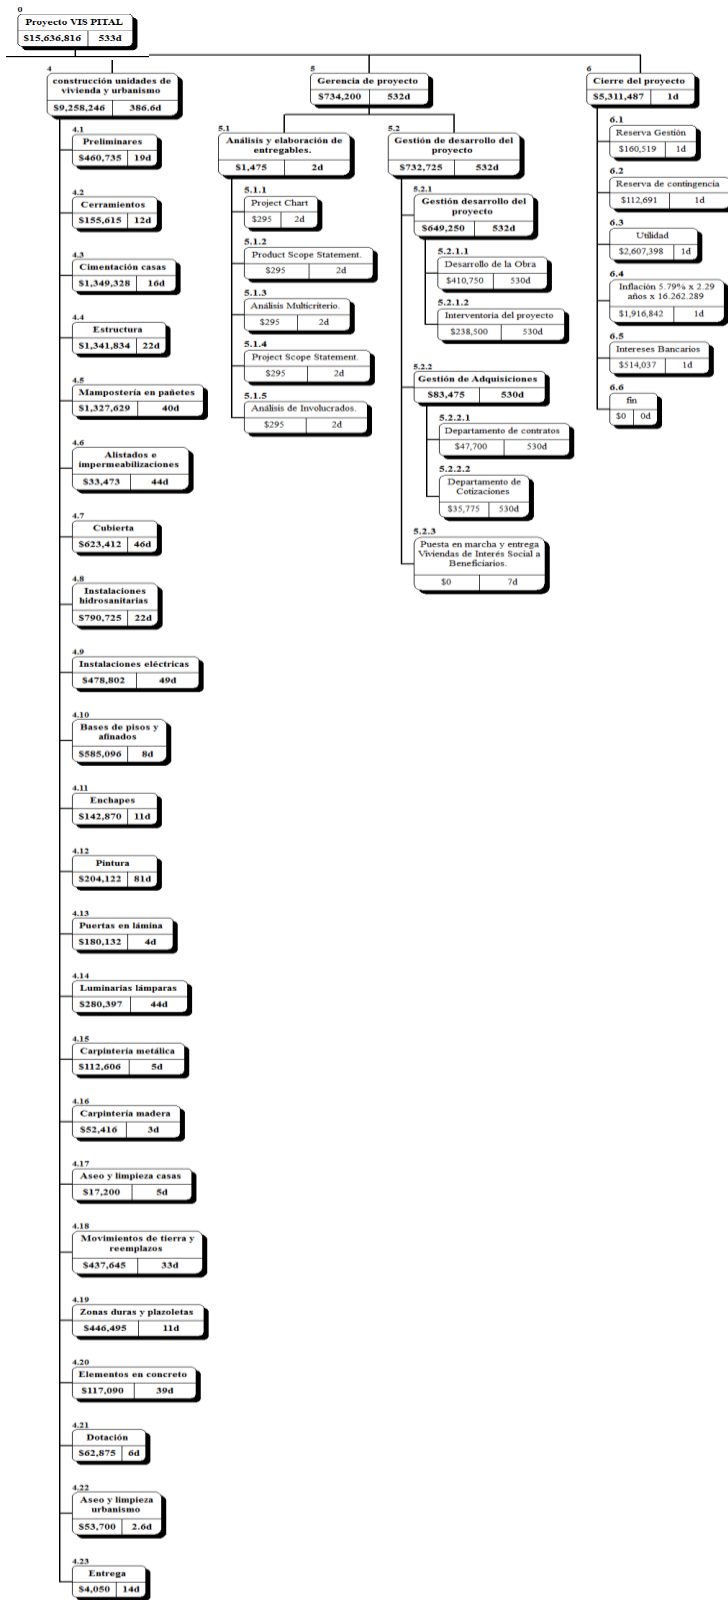 0
Proyecto VIS PITAL
$15,636,816 533d
4
construcción unidades de
vivienda y urbanismo
$9,258,246 386.6d
4.1
Preliminares
$460,735 19d
4.2
Cerramientos
$155,615 12d
4.3
Cimentación casas
$1,349,328 16d
4.4
Estructura
$1,341,834 22d
4.5
Mampostería en pañetes
$1,327,629 40d
4.6
Alistados e
impermeabilizaciones
$33,473 44d
4.7
Cubierta
$623,412 46d
4.8
Instalaciones
hidrosanitarias
$790,725 22d
4.9
Instalaciones eléctricas
$478,802 49d
4.10
Bases de pisos y
afinados
$585,096 8d
4.11
Enchapes
$142,870 11d
4.12
Pintura
$204,122 81d
4.13
Puertas en lámina
$180,132 4d
4.14
Luminarias lámparas
$280,397 44d
4.15
Carpintería metálica
$112,606 5d
4.16
Carpintería madera
$52,416 3d
4.17
Aseo y limpieza casas
$17,200 5d
4.18
Movimientos de tierra y
reemplazos
$437,645 33d
4.19
Zonas duras y plazoletas
$446,495 11d
4.20
Elementos en concreto
$117,090 39d
4.21
Dotación
$62,875 6d
4.22
Aseo y limpieza
urbanismo
$53,700 2.6d
4.23
Entrega
$4,050 14d
5
Gerencia de proyecto
$734,200 532d
5.1
Análisis y elaboración de
entregables.
$1,475 2d
5.1.1
Project Chart
$295 2d
5.1.2
Product Scope Statement.
$295 2d
5.1.3
Análisis Multicriterio.
$295 2d
5.1.4
Project Scope Statement.
$295 2d
5.1.5
Análisis de Involucrados.
$295 2d
5.2
Gestión de desarrollo del
proyecto
$732,725 532d
5.2.1
Gestión desarrollo del
proyecto
$649,250 532d
5.2.1.1
Desarrollo de la Obra
$410,750 530d
5.2.1.2
Interventoría del proyecto
$238,500 530d
5.2.2
Gestión de Adquisiciones
$83,475 530d
5.2.2.1
Departamento de contratos
$47,700 530d
5.2.2.2
Departamento de
Cotizaciones
$35,775 530d
5.2.3
Puesta en marcha y entrega
Viviendas de Interés Social a
Beneficiarios.
$0 7d
6
Cierre del proyecto
$5,311,487 1d
6.1
Reserva Gestión
$160,519 1d
6.2
Reserva de contingencia
$112,691 1d
6.3
Utilidad
$2,607,398 1d
6.4
Inflación 5.79% x 2.29
años x 16.262.289
$1,916,842 1d
6.5
Intereses Bancarios
$514,037 1d
6.6
fin
$0 0d